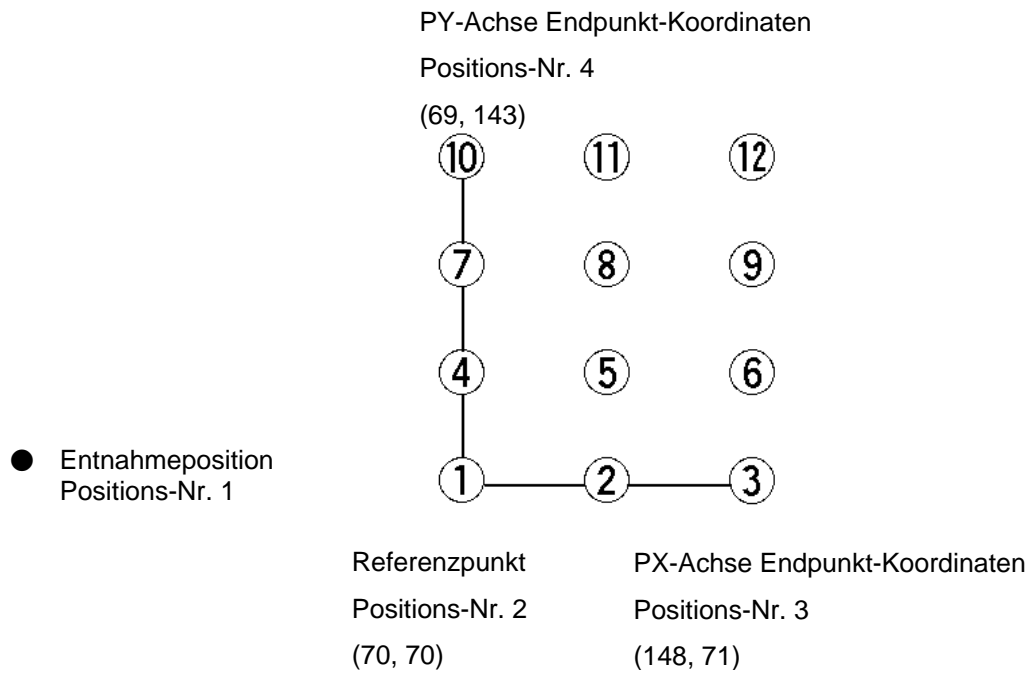 PY-Achse Endpunkt-Koordinaten
Positions-Nr. 4
(69, 143)
10 11 12
7 8 9
4 5 6
Entnahmeposition
Positions-Nr. 1
1 2 3
Referenzpunkt
Positions-Nr. 2
(70, 70)
PX-Achse Endpunkt-Koordinaten
Positions-Nr. 3
(148, 71)